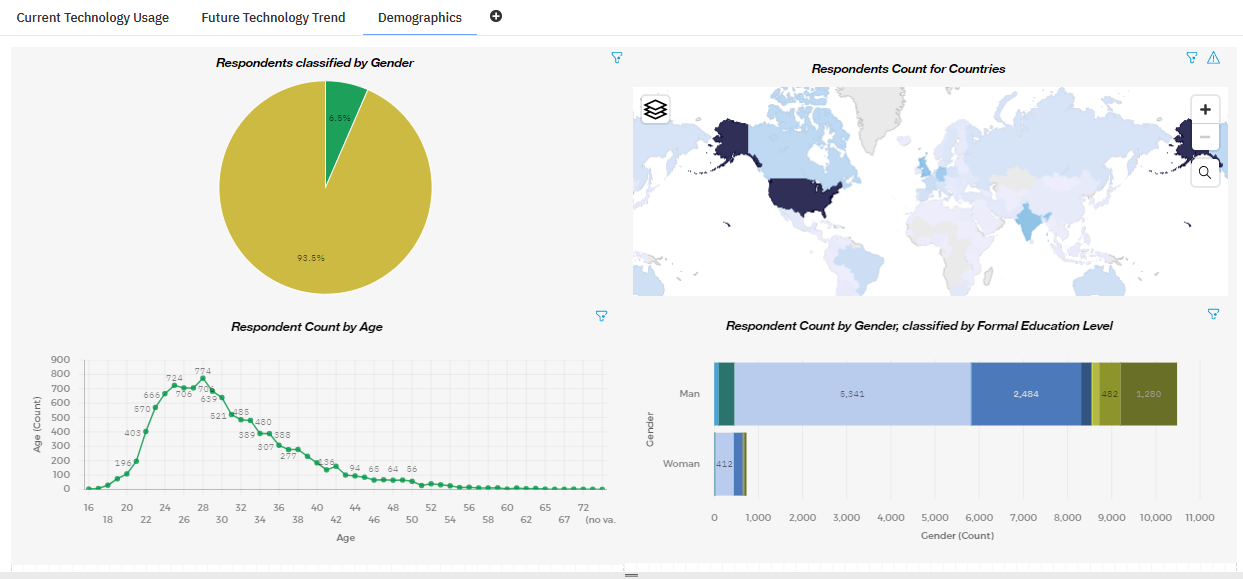 Current Technology Usage
Future Technology Trend
Demographics
Respondents classified by Gender
6.5%
93.5%
Respondents Count for Countries
Respondent Count by Age
900
800
700
600
500
400
300
200
100
0
Age (Count)
196
403
570
666
724
706
774
639
521
485
480
389
388
307
277
136
94
65
64
56
16 20 24 28 32 36 40 44 48 52 56 60 65 72
18 22 26 30 34 38 42 46 50 54 58 62 67 (no va.
Age
Respondent Count by Gender, classified by Formal Education Level
Gender
Man
5,341
2,484
482
1,280
Woman
412
0 1,000 2,000 3,000 4,000 5,000 6,000 7,000 8,000 9,000 10,000 11,000
Gender (Count)